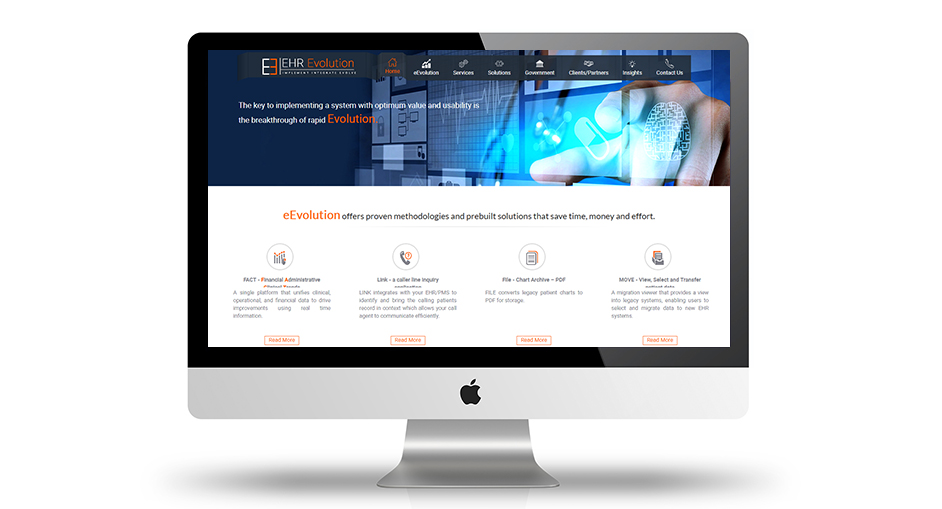 EHR Evolution
IMPLEMENT INTEGRATE EVOLVE
Home
eEvolution
Services
Solutions
Government
Clients/Partners
Insights
Contact Us
The key to implementing a system with optimum value and usability is
the breakthrough of rapid Evolution.
eEvolution offers proven methodologies and prebuilt solutions that save time, money and effort.
FACT - Financial Administrative
Clinical Trends
A single platform that unifies clinical,
operational, and financial data to drive
improvements using real time
information.
Read More
Link - a caller line inquiry
application
LINK integrates with your EHR/PMS to
identify and bring the calling patients
record in context which allows your call
agent to communicate efficiently
Read More
File - Chart Archive – PDF
FILE converts legacy patient charts to
PDF for storage.
Read More
MOVE - View, Select and Transfer
patient data
A migration viewer that provides a view
into legacy systems, enabling users to
select and migrate data to new EHR
systems.
Read More